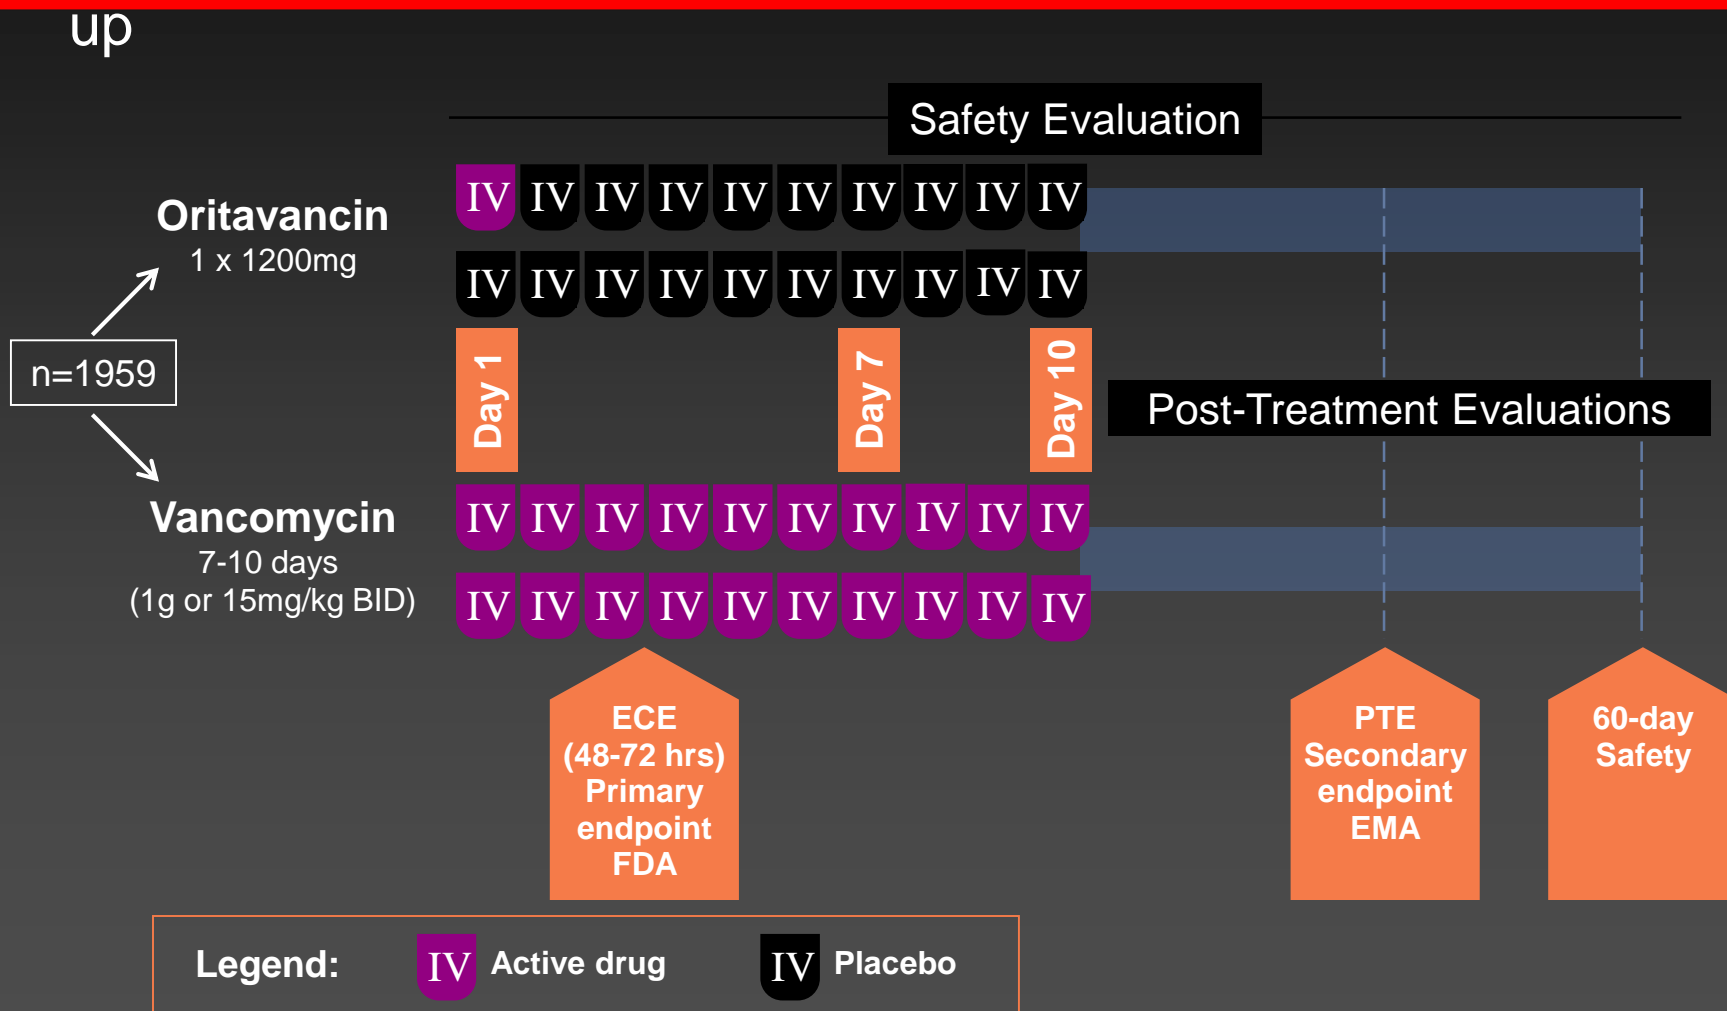 up
Safety Evaluation
IV IV IV IV IV IV IV IV IV IV
Oritavancin
1 x 1200mg
IV IV IV IV IV IV IV IV IV IV
n=1959
Day 1
Day 7
Day 10
Post-Treatment Evaluations
Vancomycin
7-10 days
(1g or 15mg/kg BID)
IV IV IV IV IV IV IV IV IV IV
IV IV IV IV IV IV IV IV IV IV
ECE
(48-72 hrs)
Primary
endpoint
FDA
PTE
Secondary
endpoint
EMA
60-day
Safety
Legend:
IV Active drug
IV Placebo